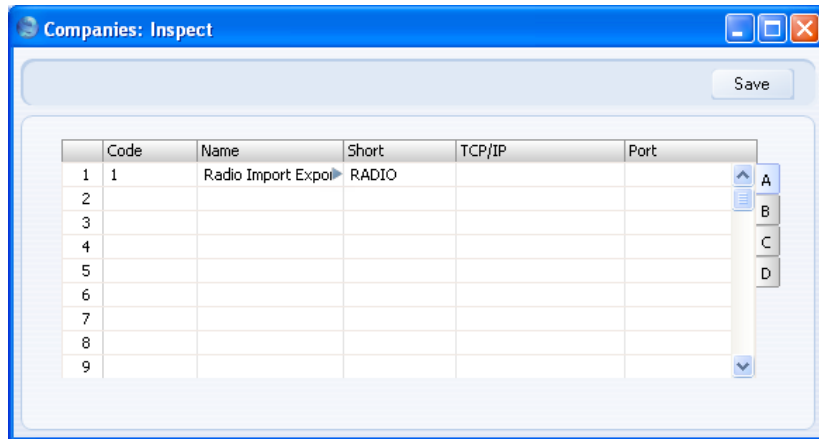 Companies: Inspect
Save
Code Name Short TCP/IP Port
1 1 Radio Import Expor RADIO
2
3
4
5
6
7
8
9
A
B
C
D